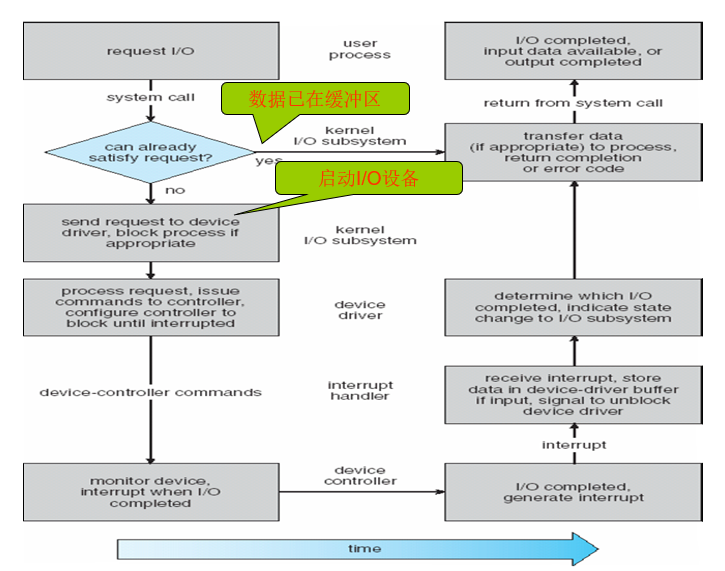 request I/O
user
process
I/O completed,
input data available, or
output completed
system call
数据已在缓冲区
return from system call
can already
satisfy request?
kernel
I/O subsystem
yes
transfer data
(if appropriate) to process,
return completion
or error code
no
启动I/O设备
send request to device
driver, block process if
appropriate
kernel
I/O subsystem
process request, issue
commands to controller,
configure controller to
block until interrupted
device
driver
determine which I/O
completed, indicate state
change to I/O subsystem
device-controller commands
interrupt
handler
receive interrupt, store
data in device-driver buffer
if input, signal to unblock
device driver
interrupt
monitor device,
interrupt when I/O
completed
device
controller
I/O completed,
generate interrupt
time